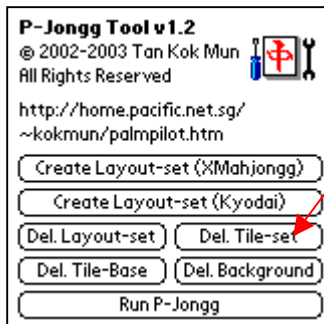 P-Jongg Tool v1.2
© 2002-2003 Tan Kok Mun
All Rights Reserved
http://home.pacific.net.sg/
~kokmun/palmpilot.htm
Create Layout-set (XMahjongg)
Create Layout-set (Kyodai)
Del. Layout-set Del. Tile-set
Del. Tile-Base Del. Background
Run P-Jongg
中